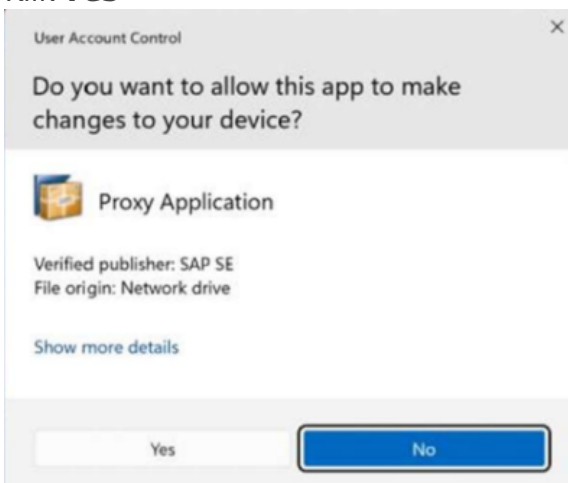 User Account Control
Do you want to allow this app to make
changes to your device?
Proxy Application
Verified publisher: SAP SE
File origin: Network drive
Show more details
Yes
No